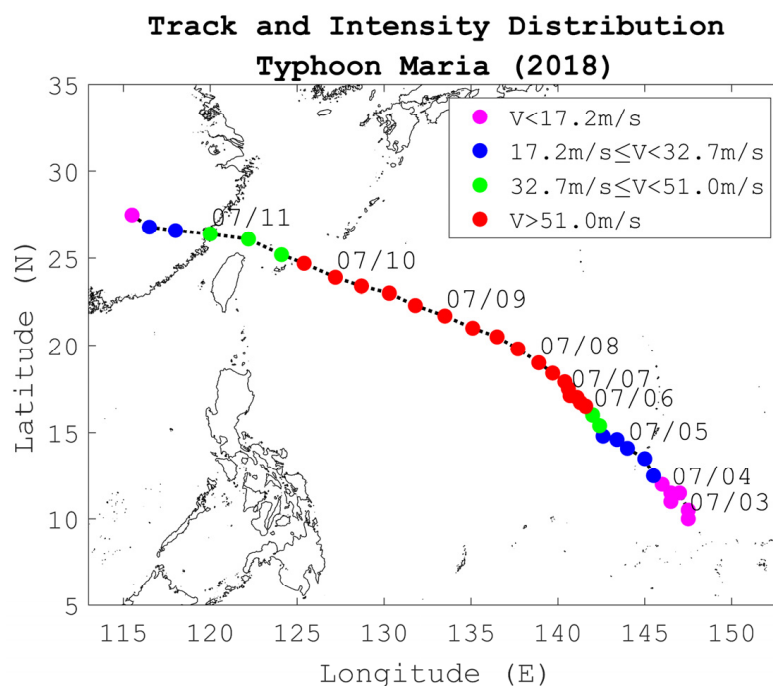 Track and Intensity Distribution
Typhoon Maria (2018)
35
30
25
20
15
10
5
Latitude (N)
V<17.2m/s
17.2m/s≤V<32.7m/s
32.7m/s≤V<51.0m/s
V>51.0m/s
07/11
07/10
07/09
07/08
07/07
07/06
07/05
07/04
07/03
115 120 125 130 135 140 145 150
Longitude (E)